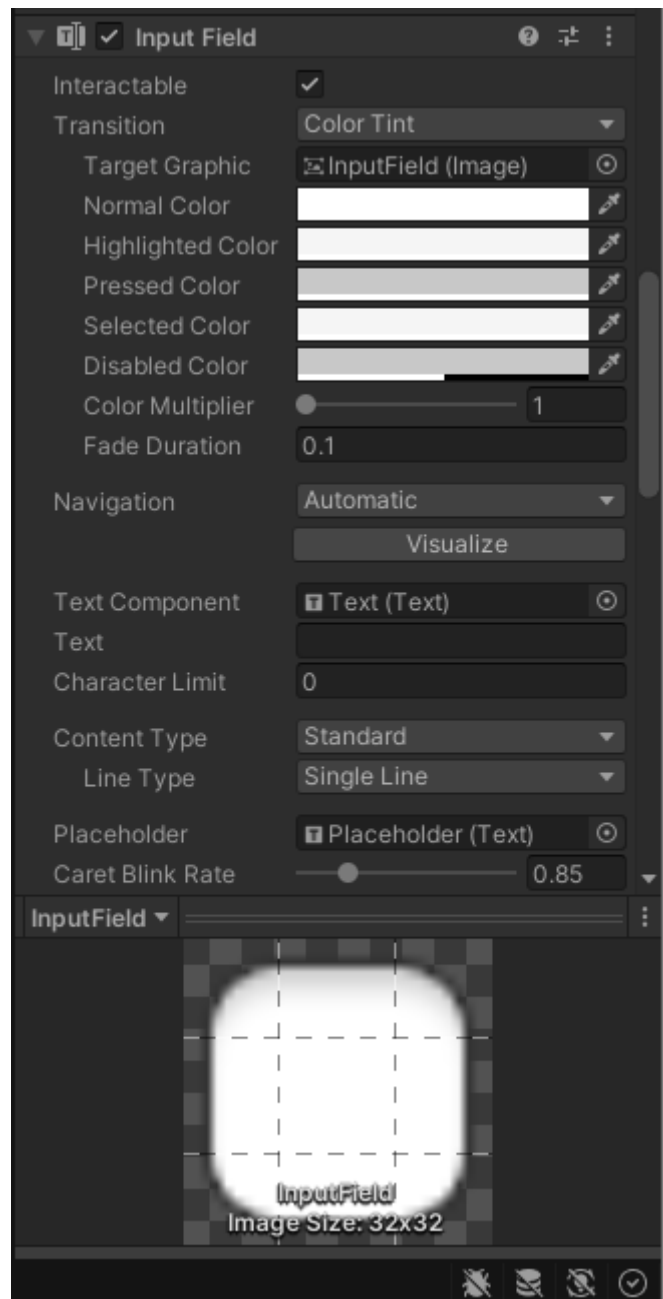 Input Field
Interactable
Transition Color Tint
Target Graphic InputField (Image)
Normal Color
Highlighted Color
Pressed Color
Selected Color
Disabled Color
Color Multiplier 1
Fade Duration 0.1
Navigation Automatic
Visualize
Text Component Text (Text)
Text
Character Limit 0
Content Type Standard
Line Type Single Line
Placeholder Placeholder (Text)
Caret Blink Rate 0.85
InputField
InputField
Image Size: 32x32